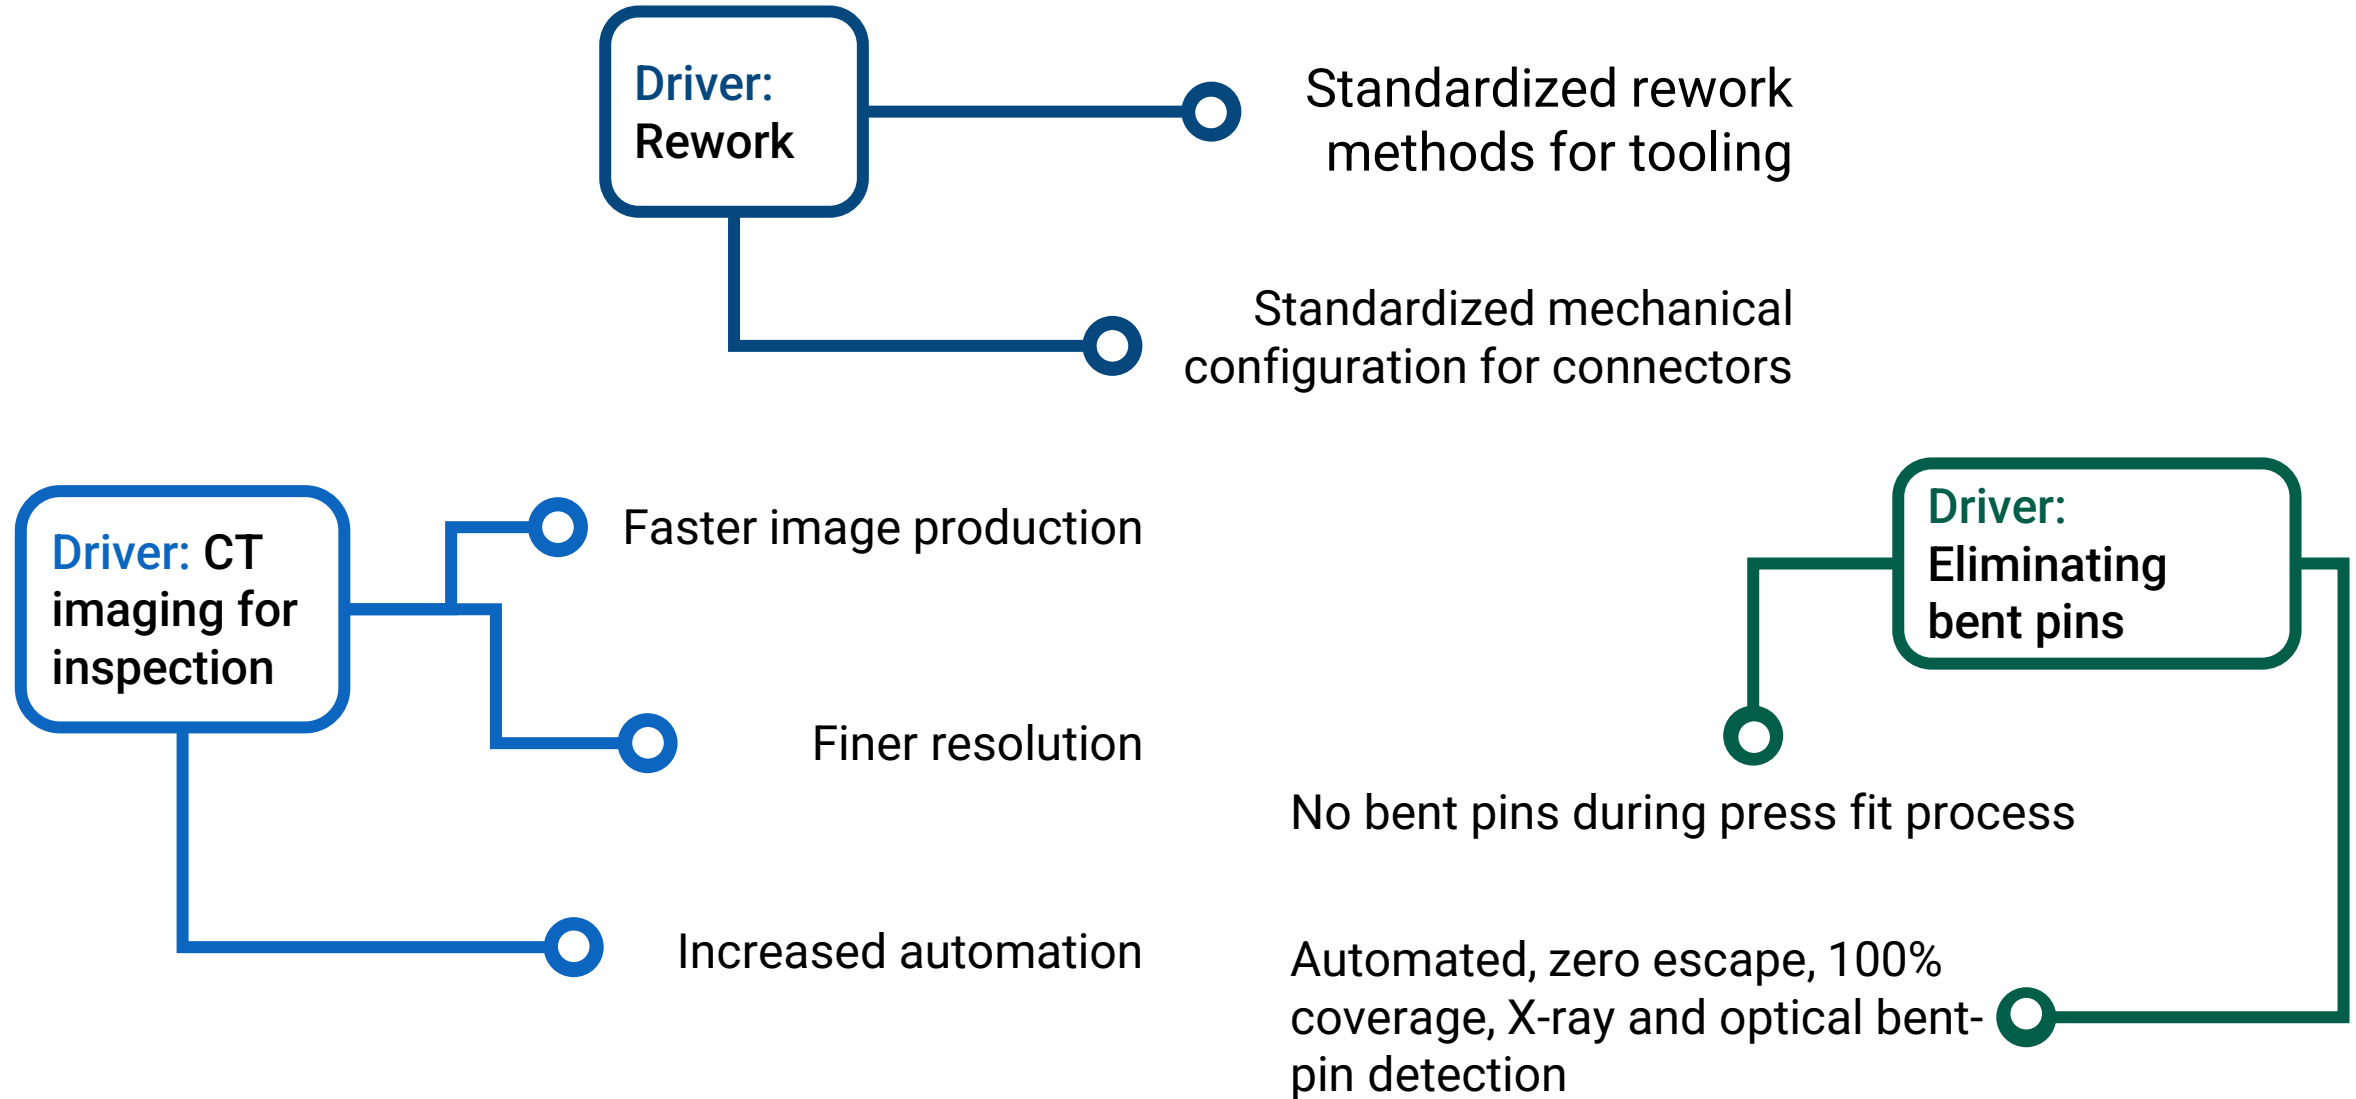 Driver:
Rework
Standardized rework
methods for tooling
Standardized mechanical
configuration for connectors
Driver: CT
imaging for
inspection
Faster image production
Finer resolution
Increased automation
Driver:
Eliminating
bent pins
No bent pins during press fit process
Automated, zero escape, 100%
coverage, X-ray and optical bent-
pin detection